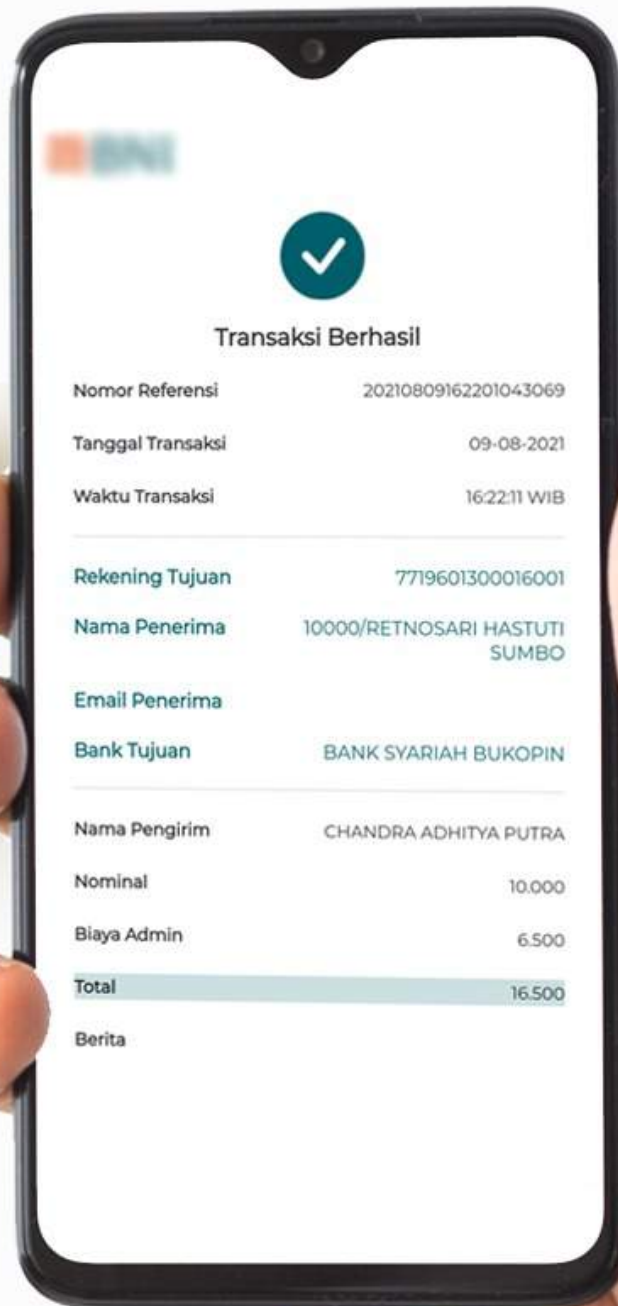 BNI
Transaksi Berhasil
Nomor Referensi 20210809162201043069
Tanggal Transaksi 09-08-2021
Waktu Transaksi 16:22:11 WIB
Rekening Tujuan 7719601300016001
Nama Penerima 10000/RETNOSARI HASTUTI
SUMBO
Email Penerima
Bank Tujuan BANK SYARIAH BUKOPIN
Nama Pengirim CHANDRA ADHITYA PUTRA
Nominal 10.000
Biaya Admin 6.500
Total 16.500
Berita